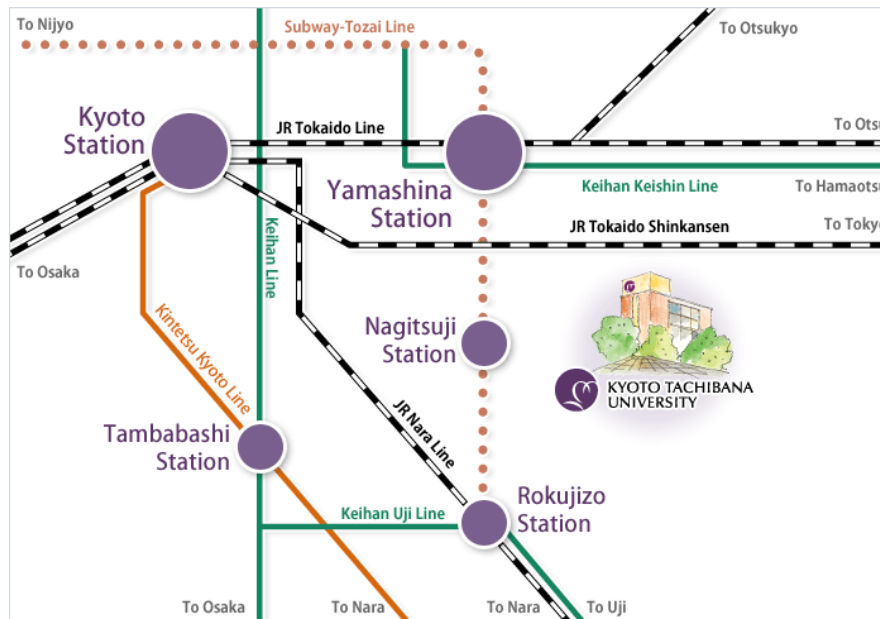 To Nijyo
Subway-Tozai Line
To Otsukyo
Kyoto
Station
JR Tokaido Line
To Otsu
Yamashina
Station
Keihan Keishin Line
To Hamaotsu
JR Tokaido Shinkansen
To Tokyo
To Osaka
Keihan Line
Kintetsu Kyoto Line
Nagitsuji
Station
KYOTO TACHIBANA
UNIVERSITY
JR Nara Line
Tambabashi
Station
Keihan Uji Line
Rokujizo
Station
To Osaka
To Nara
To Nara
To Uji